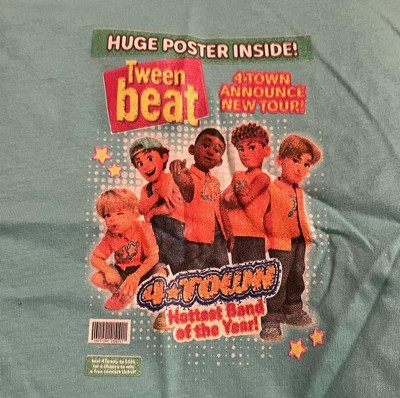 HUGE POSTER INSIDE!
Tween
beat
4-TOWN
ANNOUNCE
NEW TOUR!
4★TOWN
Hottest Band
of the Year!